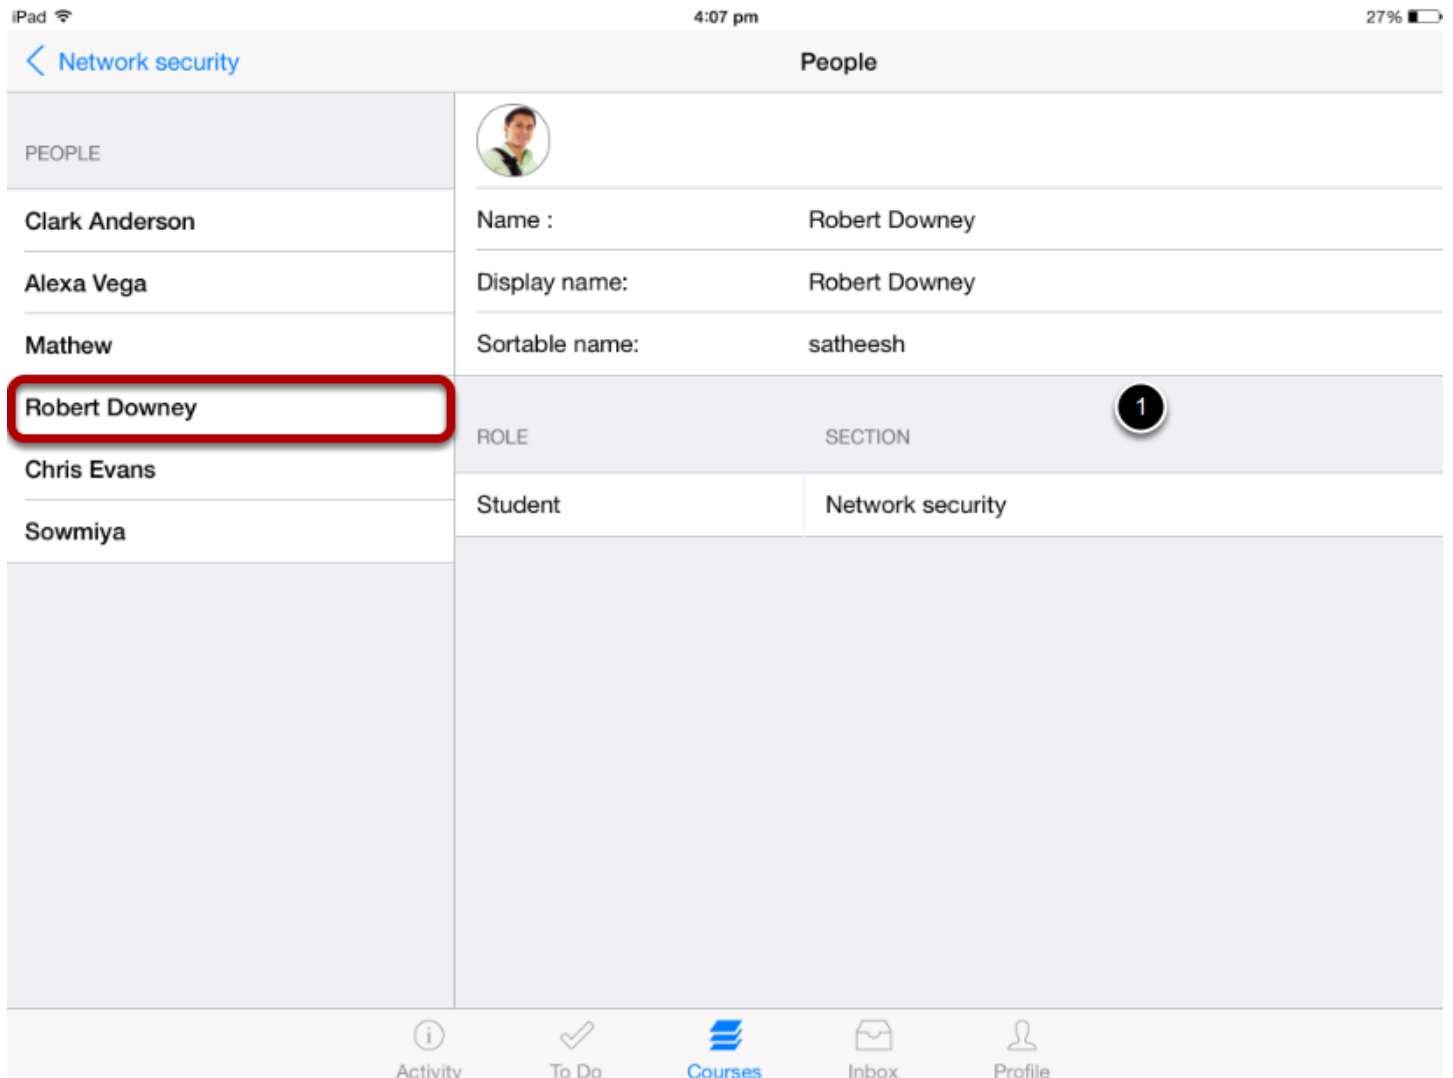 iPad 4:07 pm 27%
Network security People
PEOPLE
Clark Anderson
Alexa Vega
Mathew
Robert Downey
Chris Evans
Sowmiya
Name : Robert Downey
Display name: Robert Downey
Sortable name: satheesh
1
ROLE SECTION
Student Network security
Activity To Do Courses Inbox Profile